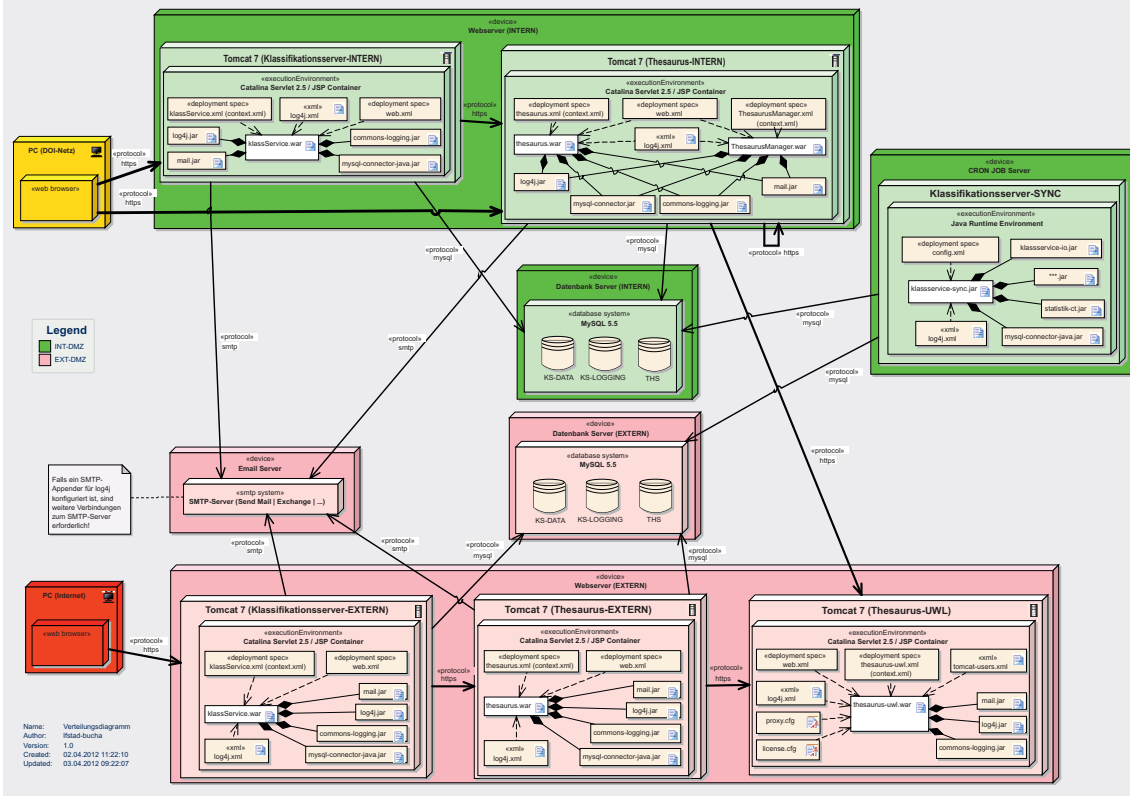 «device»
Webserver (INTERN)
Tomcat 7 (Klassifikationsserver-INTERN)
«executionEnvironment»
Catalina Servlet 2.5 / JSP Container
«deployment spec»
klassService.xml (context.xml)
«xml»
log4j.xml
«deployment spec»
web.xml
log4j.jar
klassService.war
commons-logging.jar
mail.jar
mysql-connector-java.jar
«protocol»
https
Tomcat 7 (Thesaurus-INTERN)
«executionEnvironment»
Catalina Servlet 2.5 / JSP Container
«deployment spec»
thesaurus.xml (context.xml)
«deployment spec»
web.xml
«deployment spec»
ThesaurusManager.xml
(context.xml)
thesaurus.war
«xml»
log4j.xml
ThesaurusManager.war
log4j.jar
mail.jar
mysql-connector.jar
commons-logging.jar
PC (DOI-Netz)
«web browser»
«protocol»
https
«protocol»
https
«protocol»
mysql
«protocol»
mysql
«protocol» https
«device»
CRON JOB Server
Klassifikationsserver-SYNC
«executionEnvironment»
Java Runtime Environment
«deployment spec»
config.xml
klassservice-io.jar
***.jar
klassservice-sync.jar
statistik-ct.jar
«xml»
log4j.xml
mysql-connector-java.jar
«device»
Datenbank Server (INTERN)
«database system»
MySQL 5.5
KS-DATA
KS-LOGGING
THS
«protocol»
mysql
«protocol»
mysql
Legend
INT-DMZ
EXT-DMZ
«protocol»
smtp
«protocol»
smtp
«device»
Datenbank Server (EXTERN)
«database system»
MySQL 5.5
KS-DATA
KS-LOGGING
THS
«protocol»
https
«device»
Email Server
«smtp system»
SMTP-Server (Send Mail | Exchange | ...)
Falls ein SMTP-
Appender für log4j
konfiguriert ist, sind
weitere Verbindungen
zum SMTP-Server
erforderlich!
«protocol»
smtp
«protocol»
smtp
«protocol»
mysql
«protocol»
mysql
PC (Internet)
«web browser»
«protocol»
https
«device»
Webserver (EXTERN)
Tomcat 7 (Klassifikationsserver-EXTERN)
«executionEnvironment»
Catalina Servlet 2.5 / JSP Container
«deployment spec»
klassService.xml (context.xml)
«deployment spec»
web.xml
mail.jar
klassService.war
log4j.jar
commons-logging.jar
«xml»
log4j.xml
mysql-connector-java.jar
«protocol»
https
Tomcat 7 (Thesaurus-EXTERN)
«executionEnvironment»
Catalina Servlet 2.5 / JSP Container
«deployment spec»
thesaurus.xml (context.xml)
«deployment spec»
web.xml
mail.jar
thesaurus.war
log4j.jar
commons-logging.jar
«xml»
log4j.xml
mysql-connector-java.jar
«protocol»
https
Tomcat 7 (Thesaurus-UWL)
«executionEnvironment»
Catalina Servlet 2.5 / JSP Container
«deployment spec»
web.xml
«deployment spec»
thesaurus-uwl.xml
(context.xml)
«xml»
tomcat-users.xml
«xml»
log4j.xml
thesaurus-uwl.war
mail.jar
proxy.cfg
log4j.jar
license.cfg
commons-logging.jar
Name: Verteilungsdiagramm
Author: lfstad-bucha
Version: 1.0
Created: 02.04.2012 11:22:10
Updated: 03.04.2012 09:22:07